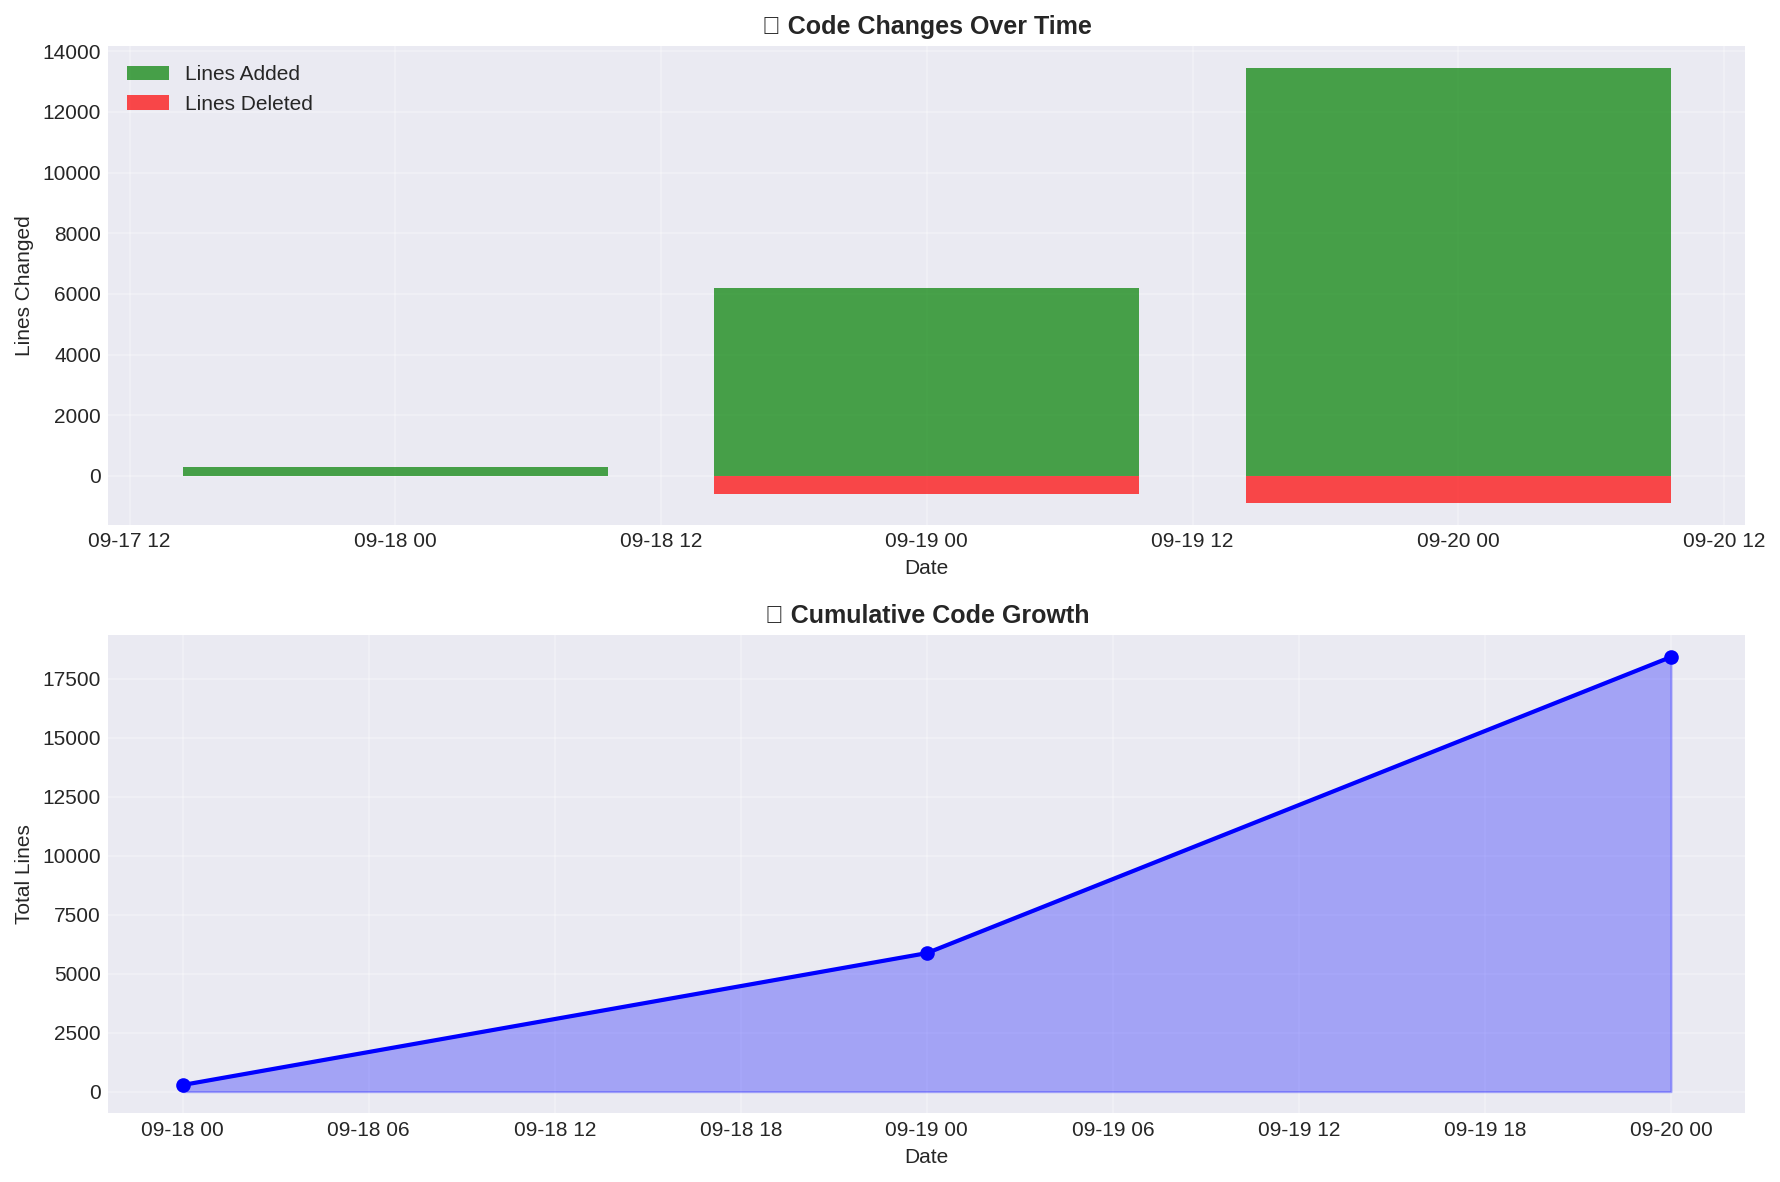 Code Changes Over Time
14000
12000
10000
8000
6000
4000
2000
0
Lines Changed
Lines Added
Lines Deleted
09-17 12 09-18 00 09-18 12 09-19 00 09-19 12 09-20 00 09-20 12
Date
Cumulative Code Growth
17500
15000
12500
10000
7500
5000
2500
0
Total Lines
09-18 00 09-18 06 09-18 12 09-18 18 09-19 00 09-19 06 09-19 12 09-19 18 09-20 00
Date